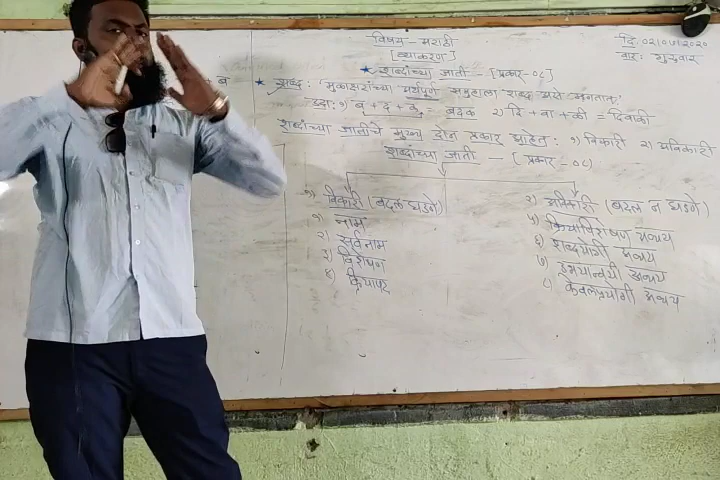 विषय - मराठी
[व्याकरण]
दि. ०२/०७/२०२०
वार: गुरुवार
★ शब्दांच्या जाती - [प्रकार-०८]
ब
★ शब्द: 'मुळाक्षरांच्या अर्थपूर्ण समुहाला शब्द असे म्हणतात.'
उदा: १) ब + द + क = बदक २) दि + वा + की = दिवाकी
शब्दांच्या जातीचे मुख्य दोन प्रकार आहेत: १) विकारी २) अविकारी
शब्दांच्या जाती - [प्रकार-०८]
१) विकारी (बदल घडणे)
१) नाम
२) सर्वनाम
३) विशेषण
४) क्रियापद
२) अविकारी (बदल न घडणे)
५) क्रियाविशेषण अव्यय
६) शब्दयोगी अव्यय
७) उभयान्वयी अव्यय
८) केवलप्रयोगी अव्यय